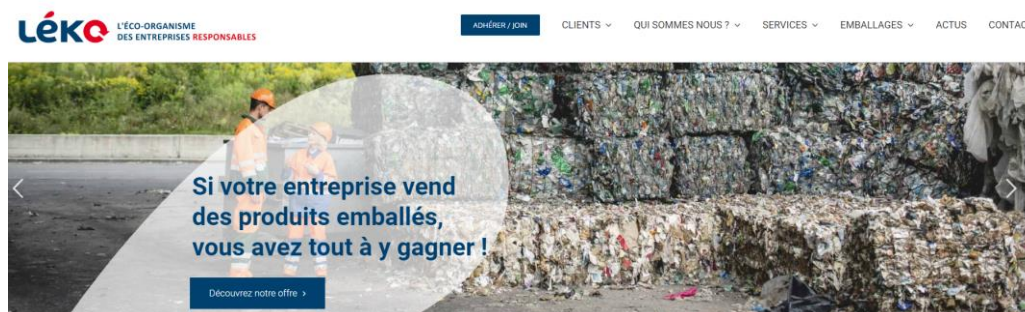 LÉKO
L'ÉCO-ORGANISME
DES ENTREPRISES RESPONSABLES
ADHÉRER / JOIN
CLIENTS
QUI SOMMES NOUS ?
SERVICES
EMBALLAGES
ACTUS
CONTAC
Si votre entreprise vend
des produits emballés,
vous avez tout à y gagner !
Découvrez notre offre >